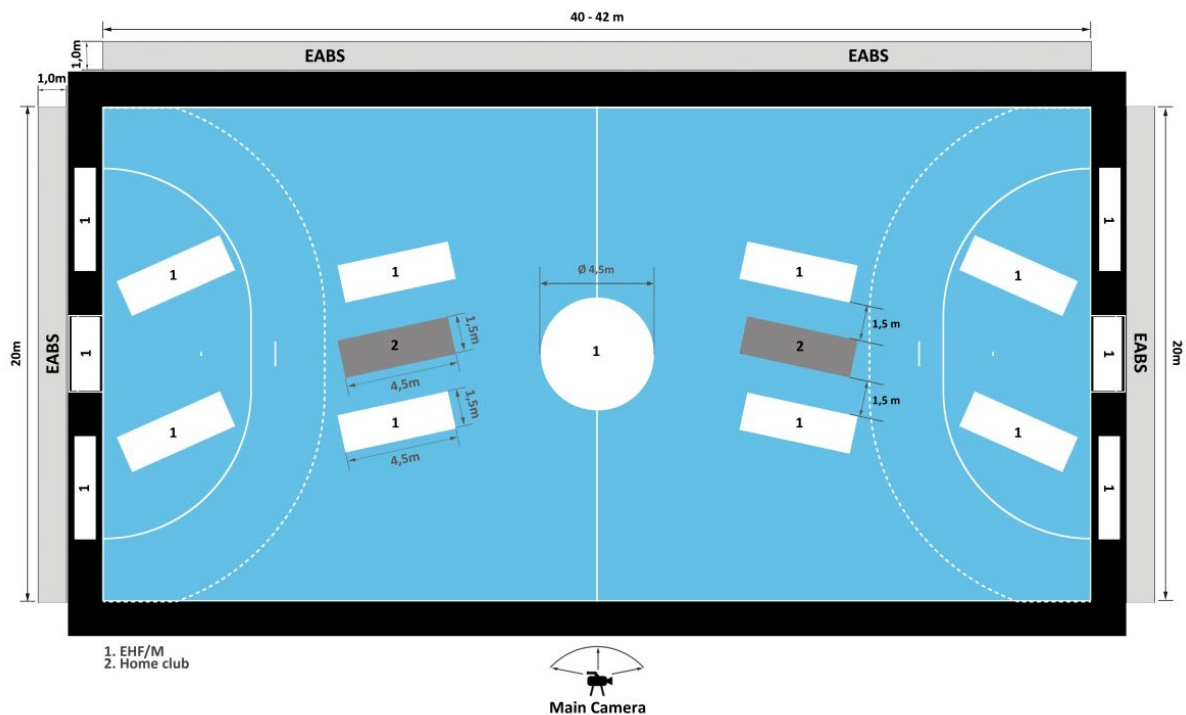 40 - 42 m
1,0m
EABS
EABS
1,0m
20m
EABS
1
1
1
1
1
1
2
1
1,5m
4,5m
1,5m
4,5m
Ø 4,5m
1
1
2
1
1,5 m
1,5 m
1
1
1
1
1
EABS
20m
1. EHF/M
2. Home club
Main Camera